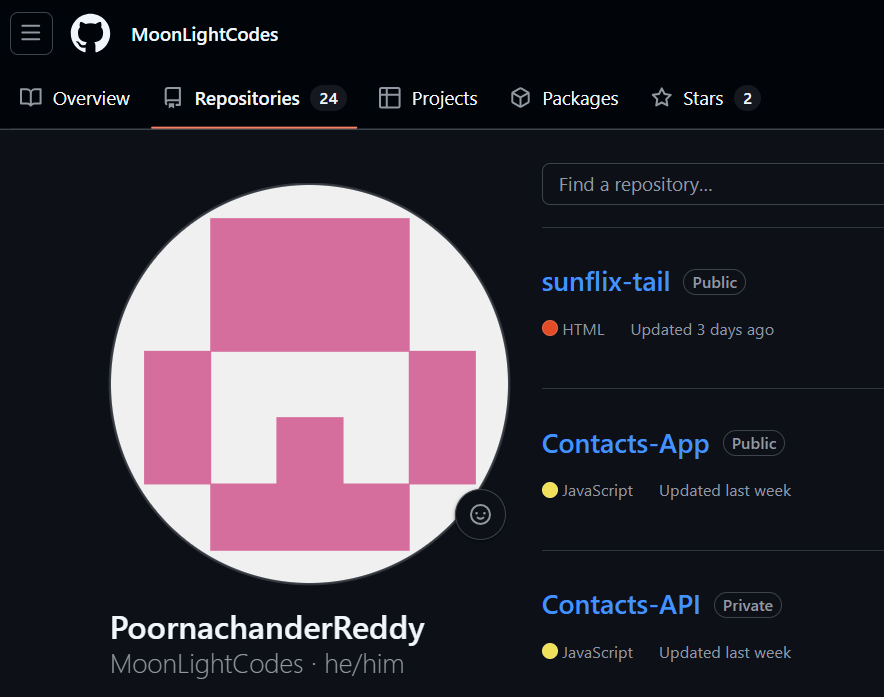 MoonLightCodes
Overview Repositories 24 Projects Packages Stars 2
Find a repository...
sunflix-tail Public
HTML Updated 3 days ago
Contacts-App Public
JavaScript Updated last week
Contacts-API Private
JavaScript Updated last week
PoornachanderReddy
MoonLightCodes · he/him